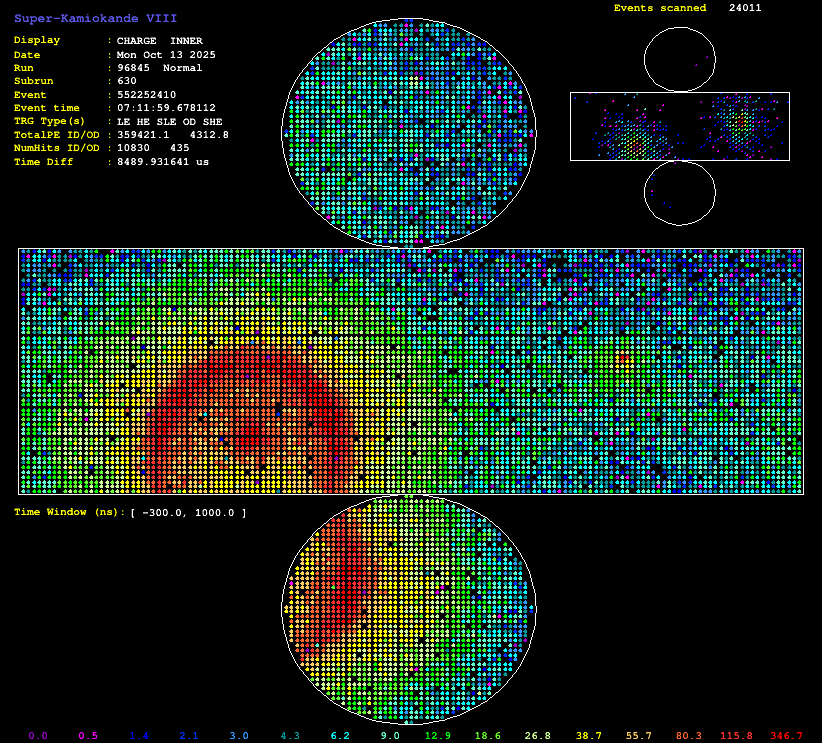 Super-Kamiokande VIII
Events scanned 24011
Display : CHARGE INNER
Date : Mon Oct 13 2025
Run : 96845 Normal
Subrun : 630
Event : 552252410
Event time : 07:11:59.678112
TRG Type(s) : LE HE SLE OD SHE
TotalPE ID/OD : 359421.1 4312.8
NumHits ID/OD : 10830 435
Time Diff : 8489.931641 us
Time Window (ns): [ -300.0, 1000.0 ]
0.0 0.5 1.4 2.1 3.0 4.3 6.2 9.0 12.9 18.6 26.8 38.7 55.7 80.3 115.8 346.7